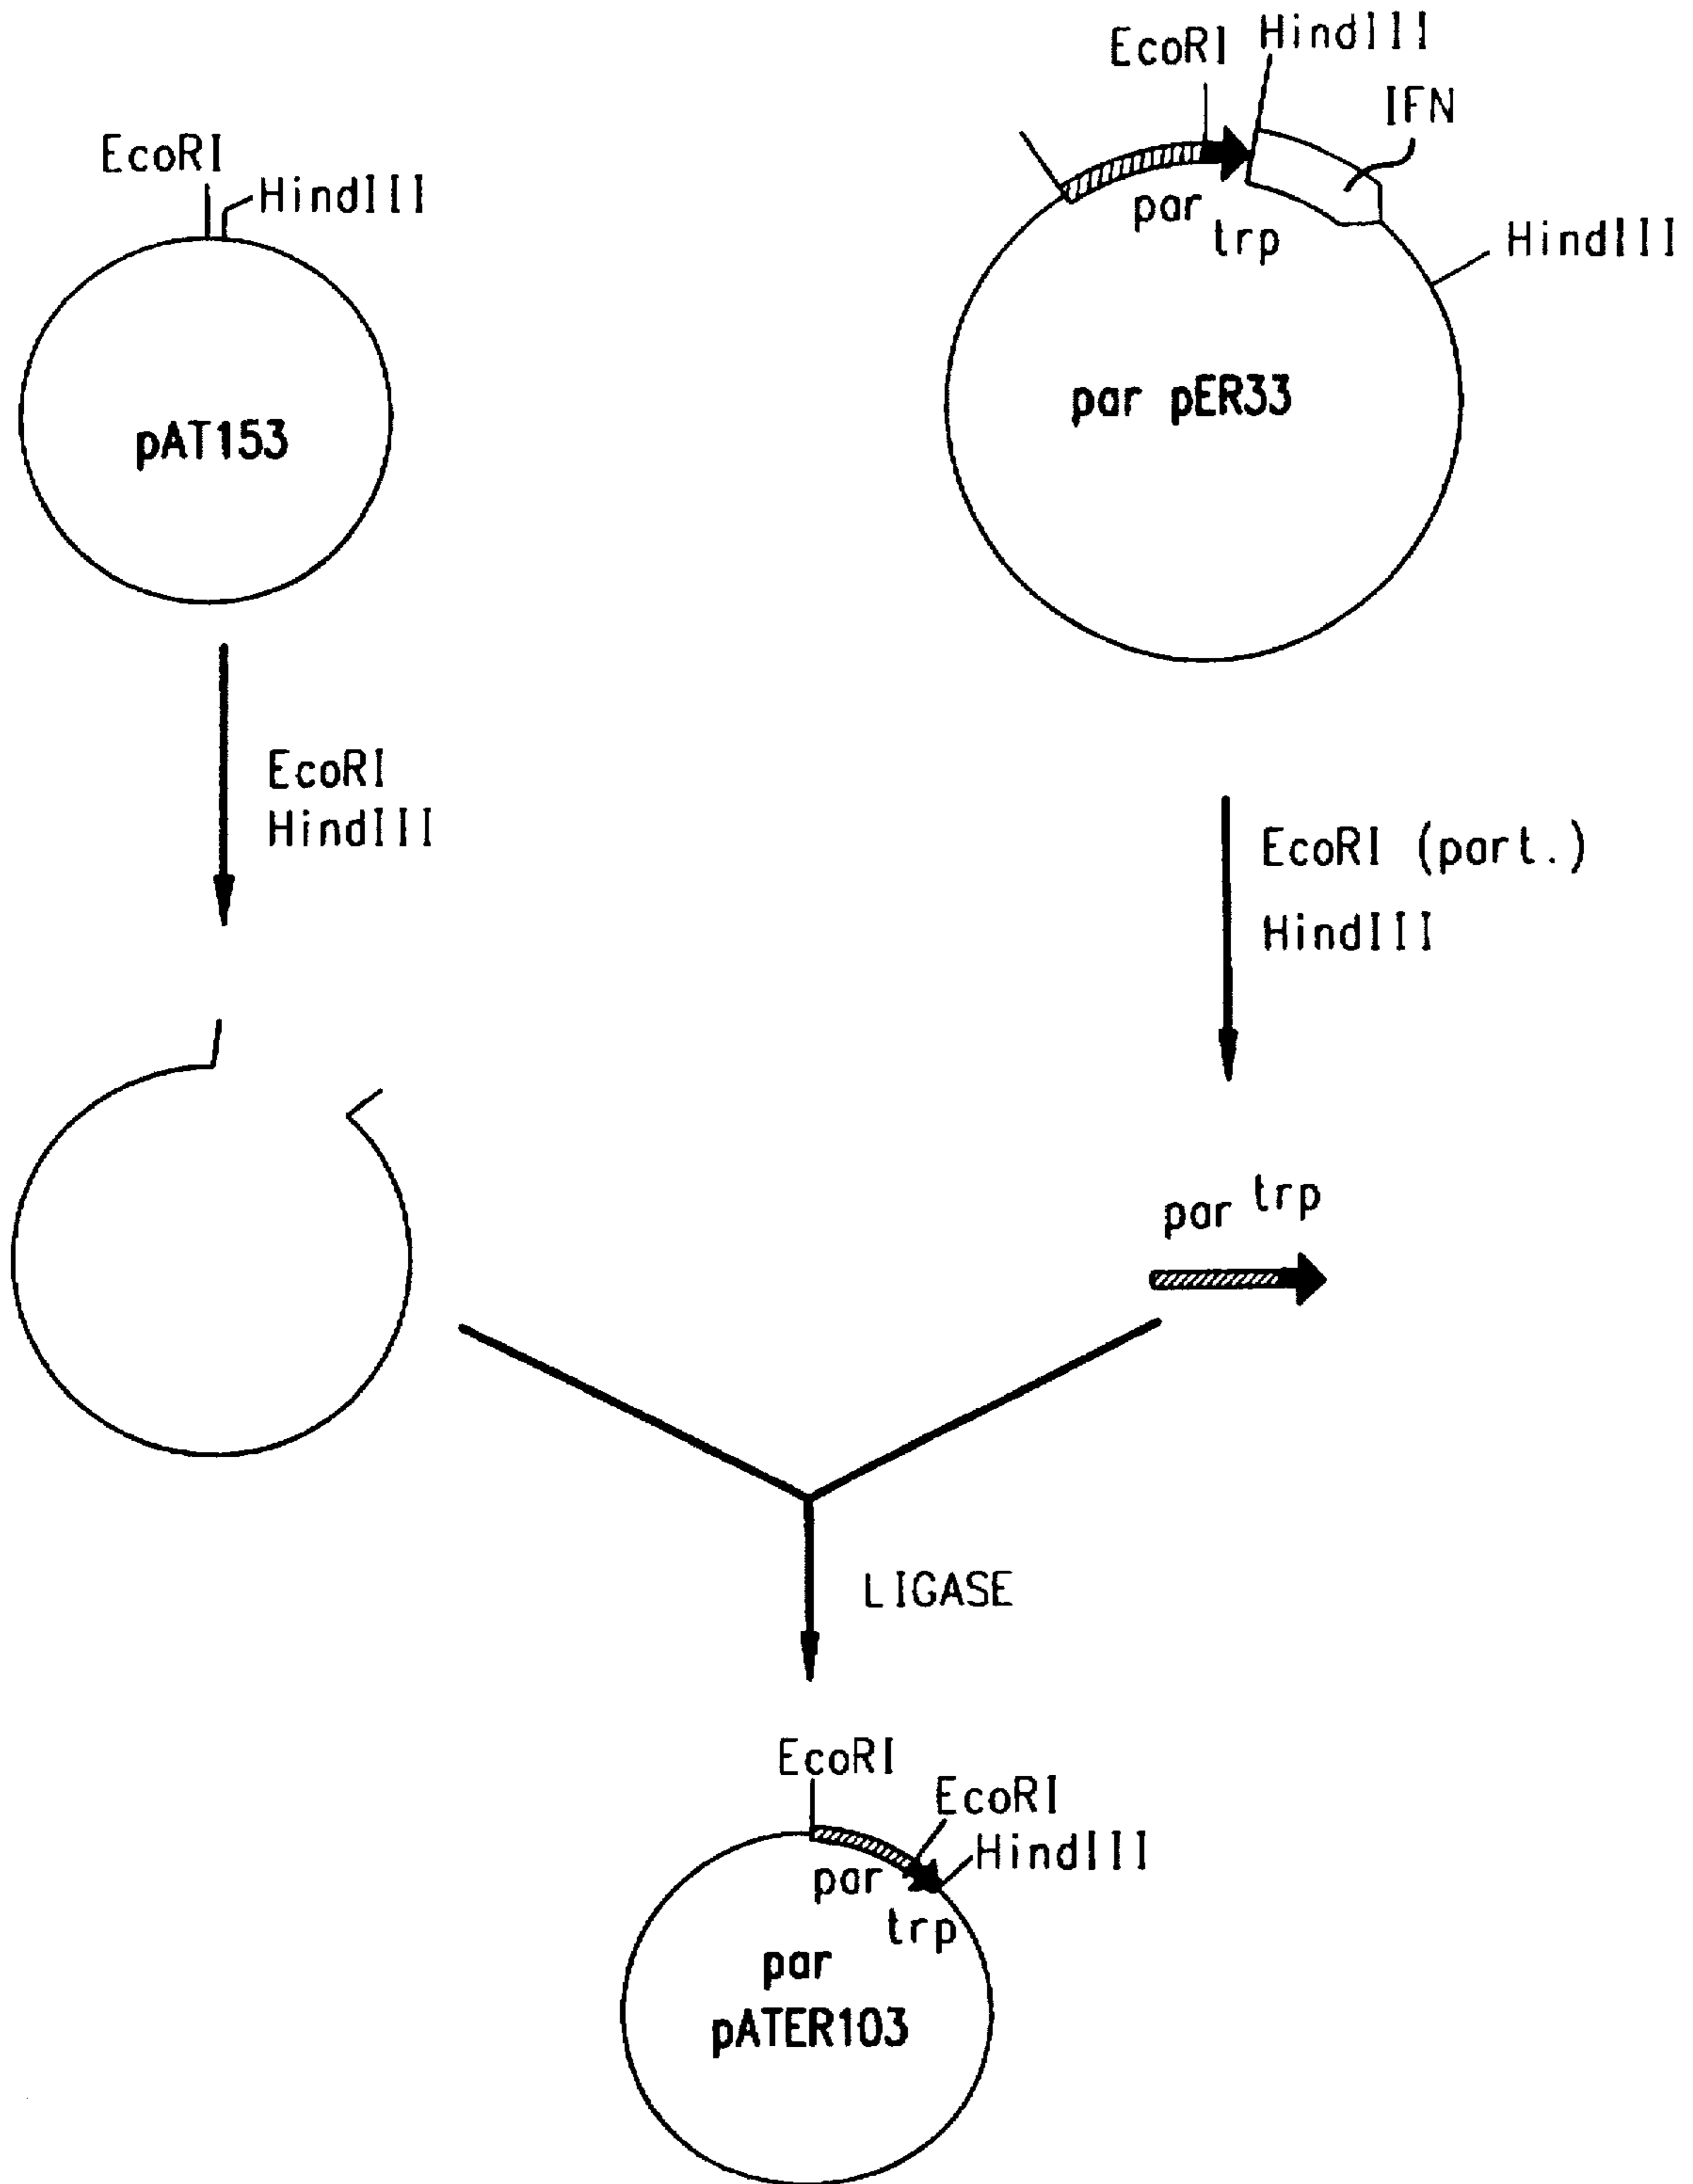 EcoRI
HindIII
pAT153
EcoRI
HindIII
IFN
par
trp
HindIII
par pER33
EcoRI
HindIII
EcoRI (part.)
HindIII
par trp
LIGASE
EcoRI
EcoRI
HindIII
par
trp
par
pATER103